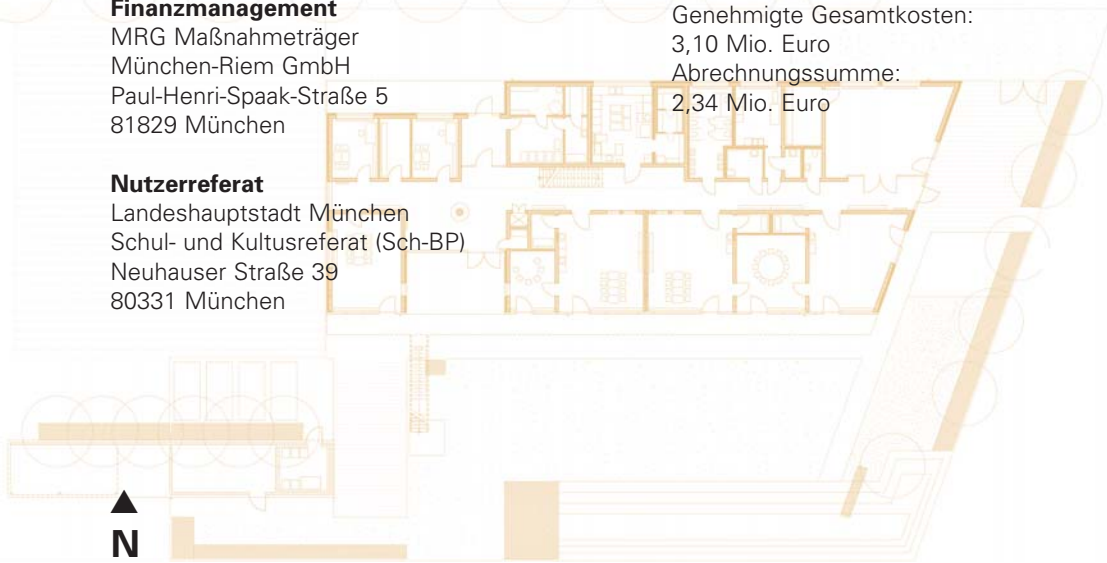 Finanzmanagement
MRG Maßnahmeträger
München-Riem GmbH
Paul-Henri-Spaak-Straße 5
81829 München
Nutzerreferat
Landeshauptstadt München
Schul- und Kultusreferat (Sch-BP)
Neuhauser Straße 39
80331 München
Genehmigte Gesamtkosten:
3,10 Mio. Euro
Abrechnungssumme:
2,34 Mio. Euro
N